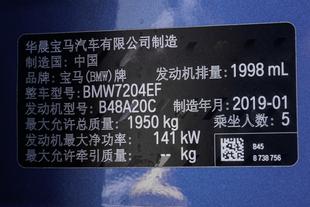 华晨宝马汽车有限公司制造
制造国：中国
品牌：宝马(BMW)牌 发动机排量：1998 mL
整车型号：BMW7204EF
发动机型号：B48A20C 制造年月：2019-01
最大允许总质量：1950 kg 乘坐人数：5
发动机最大净功率：141 kW
最大允许牵引质量：-- kg
845
8 738 756